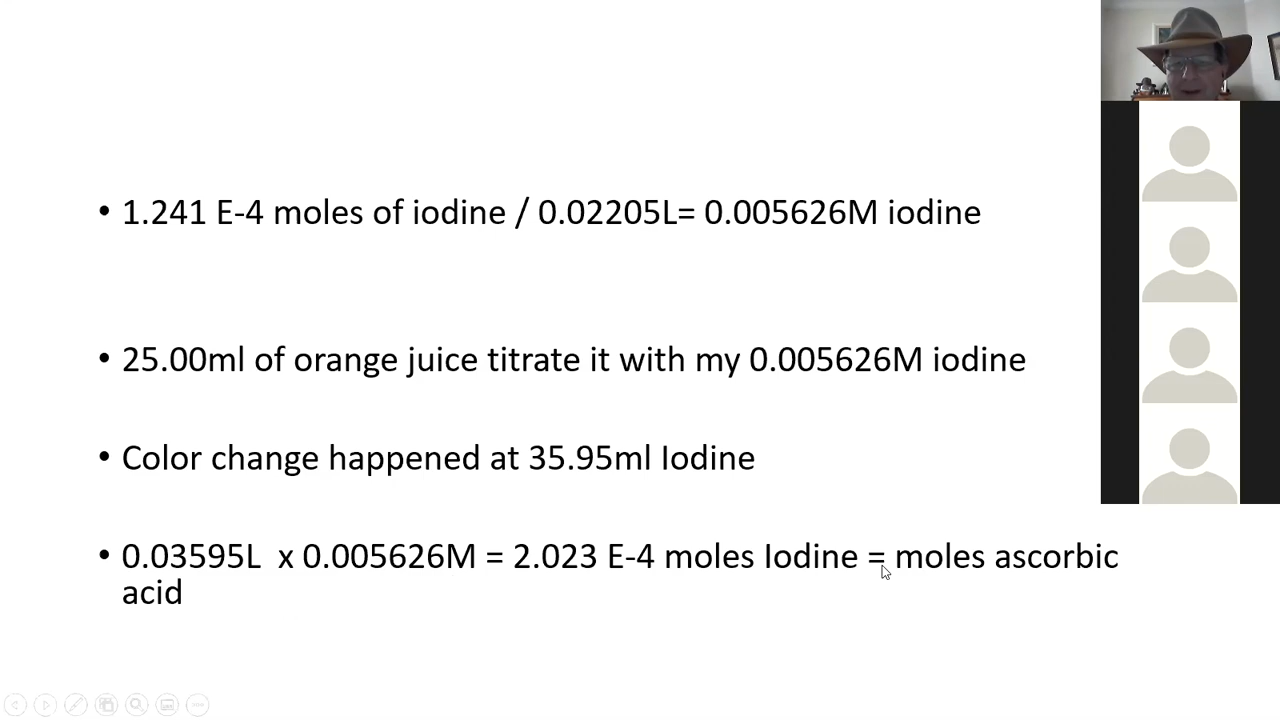 • 1.241 E-4 moles of iodine / 0.02205L= 0.005626M iodine
• 25.00ml of orange juice titrate it with my 0.005626M iodine
• Color change happened at 35.95ml Iodine
• 0.03595L  x 0.005626M = 2.023 E-4 moles Iodine = moles ascorbic
acid